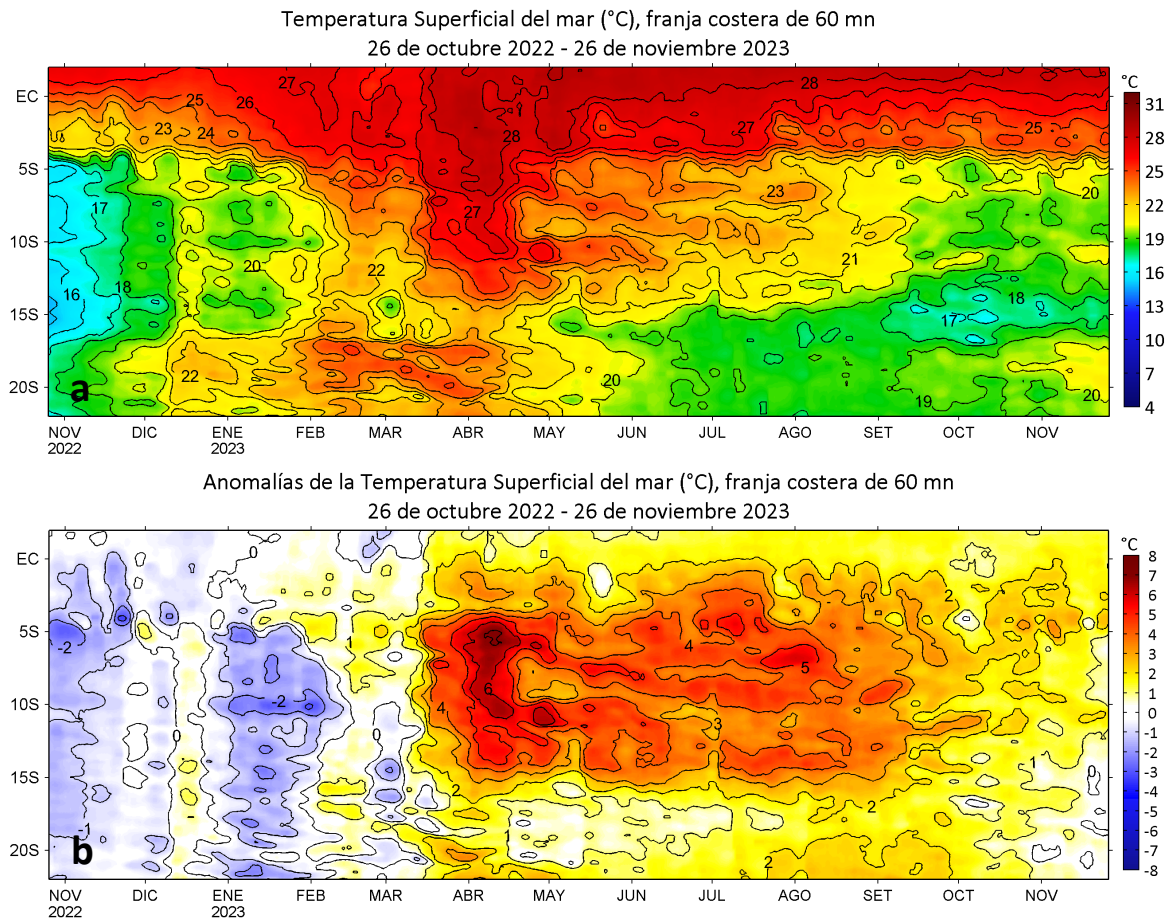 Temperatura Superficial del mar (°C), franja costera de 60 mn
26 de octubre 2022 - 26 de noviembre 2023
EC
5S
10S
15S
20S
27
25
26
23
24
28
28
27
25
17
27
23
20
22
21
20
18
16
18
17
22
20
19
20
a
NOV
2022
DIC
ENE
2023
FEB
MAR
ABR
MAY
JUN
JUL
AGO
SET
OCT
NOV
°C
31
28
25
22
19
16
13
10
7
4
Anomalías de la Temperatura Superficial del mar (°C), franja costera de 60 mn
26 de octubre 2022 - 26 de noviembre 2023
EC
5S
10S
15S
20S
0
2
-2
1
4
5
6
-2
4
3
0
0
1
0
2
2
-1
1
2
b
NOV
2022
DIC
ENE
2023
FEB
MAR
ABR
MAY
JUN
JUL
AGO
SET
OCT
NOV
°C
8
7
6
5
4
3
2
1
0
-1
-2
-3
-4
-5
-6
-7
-8